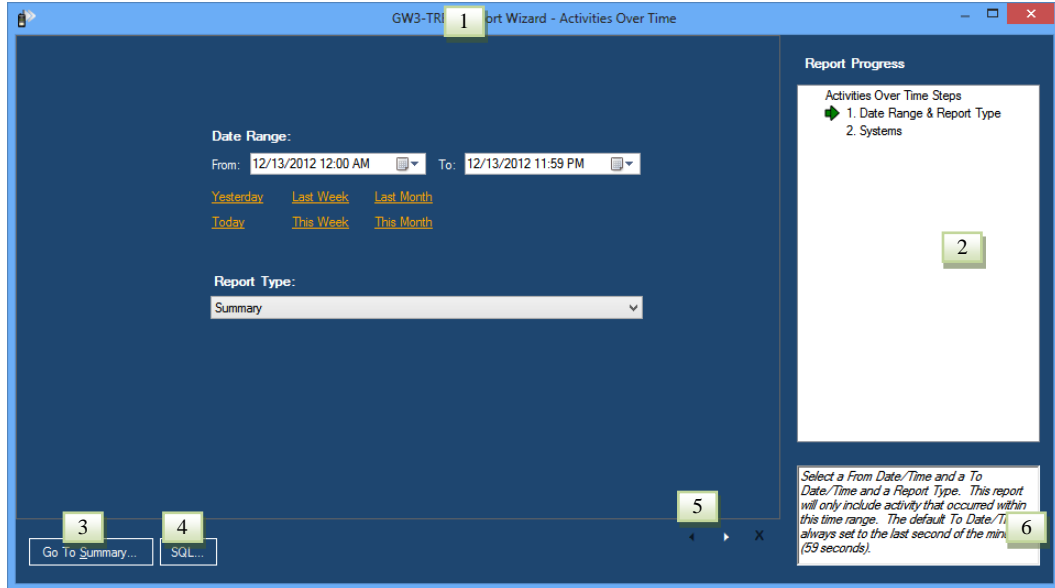 GW3-TRE 1 ort Wizard - Activities Over Time
Report Progress
Activities Over Time Steps
1. Date Range & Report Type
2. Systems
Date Range:
From: 12/13/2012 12:00 AM To: 12/13/2012 11:59 PM
Yesterday Last Week Last Month
Today This Week This Month
2
Report Type:
Summary
Select a From Date/Time and a To
Date/Time and a Report Type. This report
will only include activity that occurred within
this time range. The default To Date/
always set to the last second of the
(59 seconds).
6
3
Go To Summary...
4
SQL...
5
X